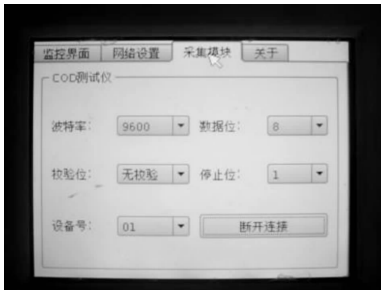 监控界面 网络设置 采集模块 关于
COD测试仪
波特率: 9600 数据位: 8
校验位: 无校验 停止位: 1
设备号: 01 断开连接